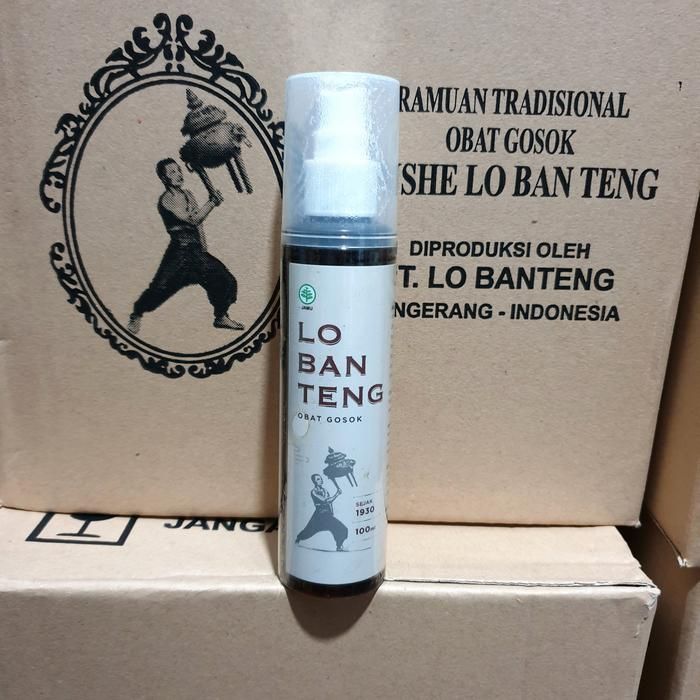 RAMUAN TRADISIONAL
OBAT GOSOK
SHE LO BAN TENG
DIPRODUKSI OLEH
T. LO BANTENG
NGERANG - INDONESIA
JAMU
LO
BAN
TENG
OBAT GOSOK
SEJAK
1930
100ml
JANGA